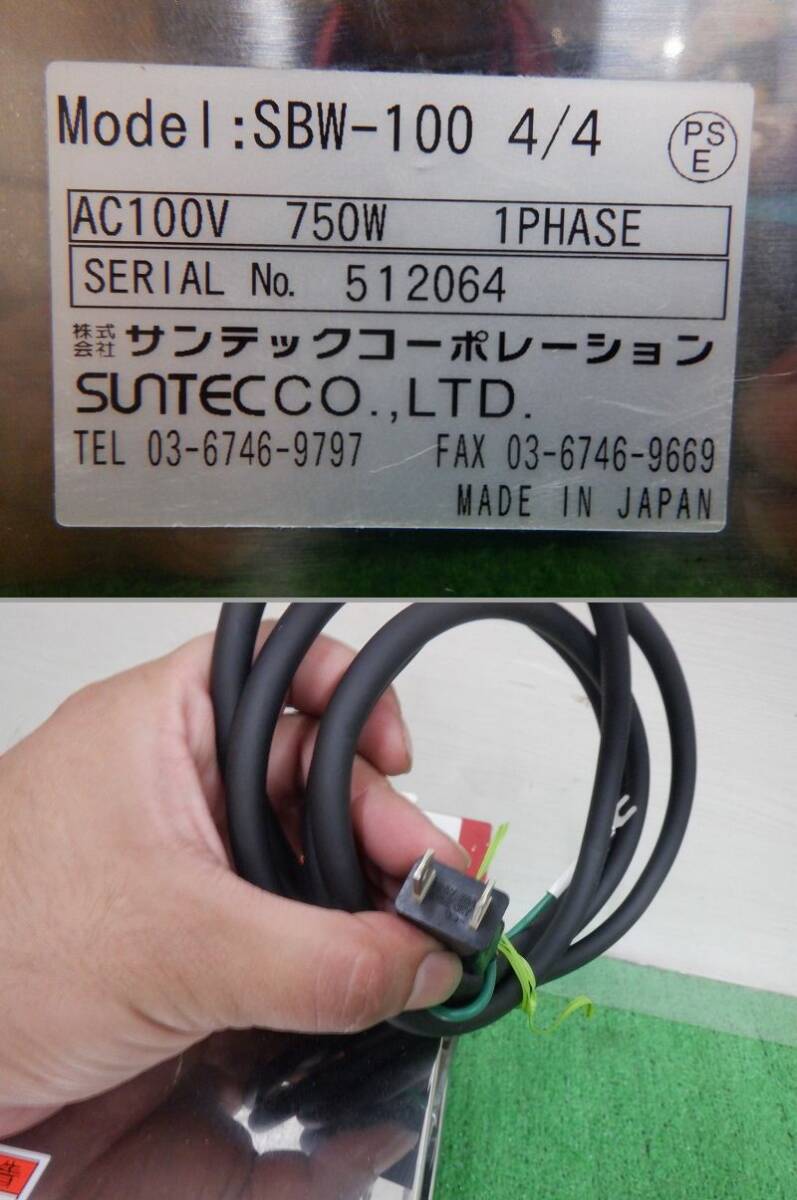 Model:SBW-100 4/4
PS
E
AC100V 750W 1PHASE
SERIAL No. 512064
株式会社 サンテックコーポレーション
SUNTEC CO.,LTD.
TEL 03-6746-9797 FAX 03-6746-9669
MADE IN JAPAN
告